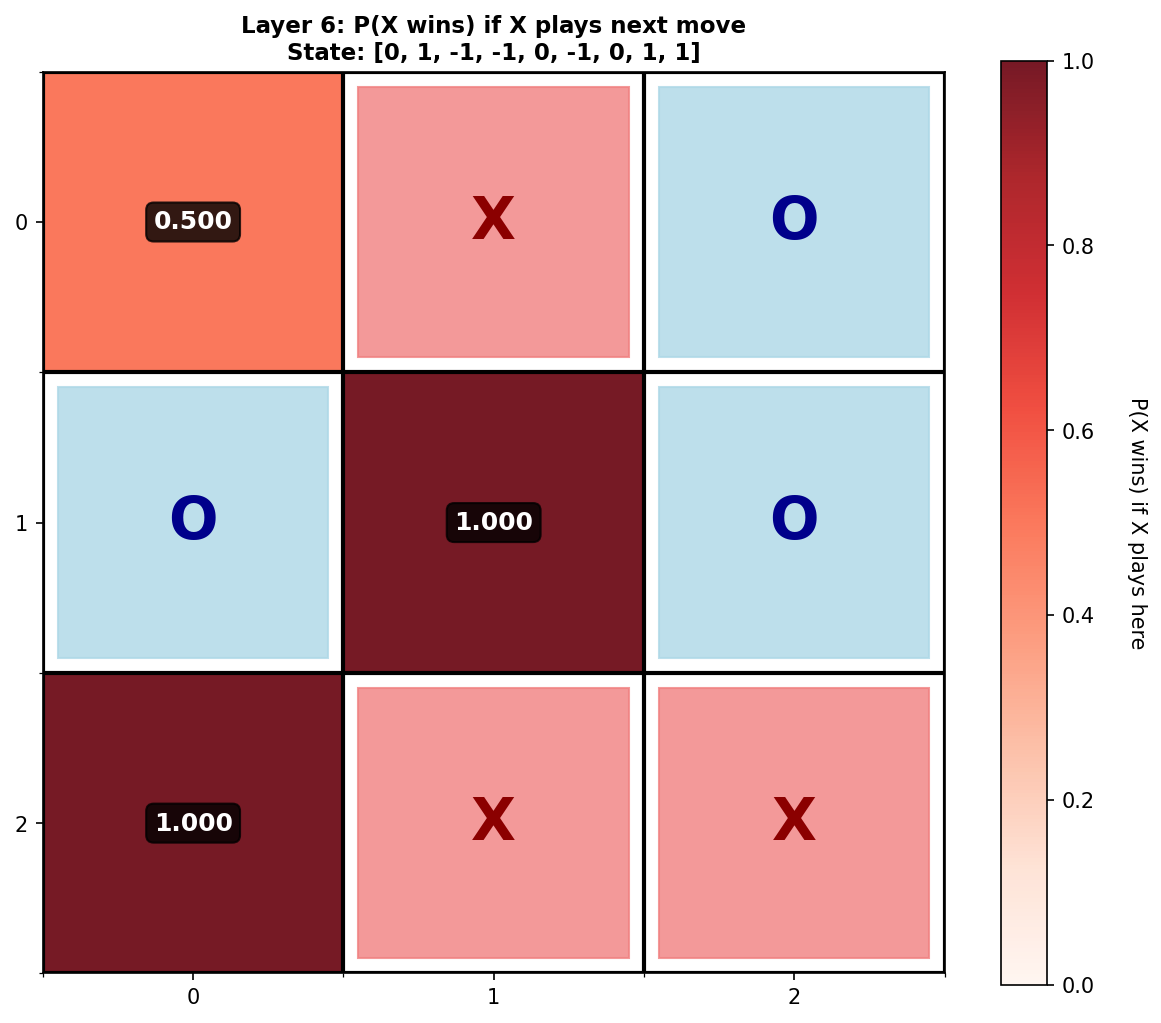 Layer 6: P(X wins) if X plays next move
State: [0, 1, -1, -1, 0, -1, 0, 1, 1]
0
0.500
X
O
1
O
1.000
O
2
1.000
X
X
0
1
2
1.0
0.8
0.6
0.4
0.2
0.0
P(X wins) if X plays here